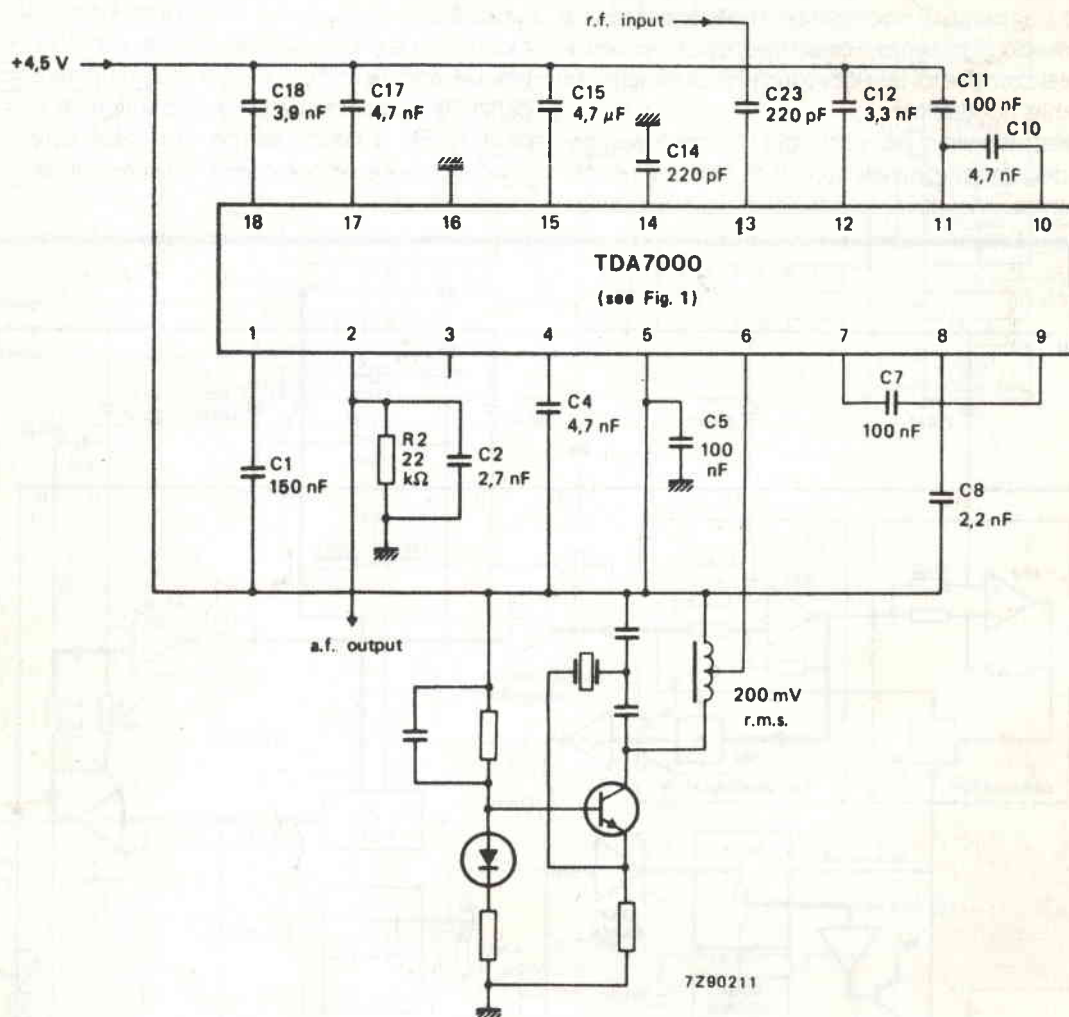 r.f. input
+4,5 V
C18
3,9 nF
C17
4,7 nF
C15
4,7 µF
C14
220 pF
C23
220 pF
C12
3,3 nF
C11
100 nF
C10
4,7 nF
18 17 16 15 14 13 12 11 10
TDA7000
(see Fig. 1)
1 2 3 4 5 6 7 8 9
C1
150 nF
R2
22
kΩ
C2
2,7 nF
C4
4,7 nF
C5
100
nF
C7
100 nF
C8
2,2 nF
a.f. output
200 mV
r.m.s.
7Z90211